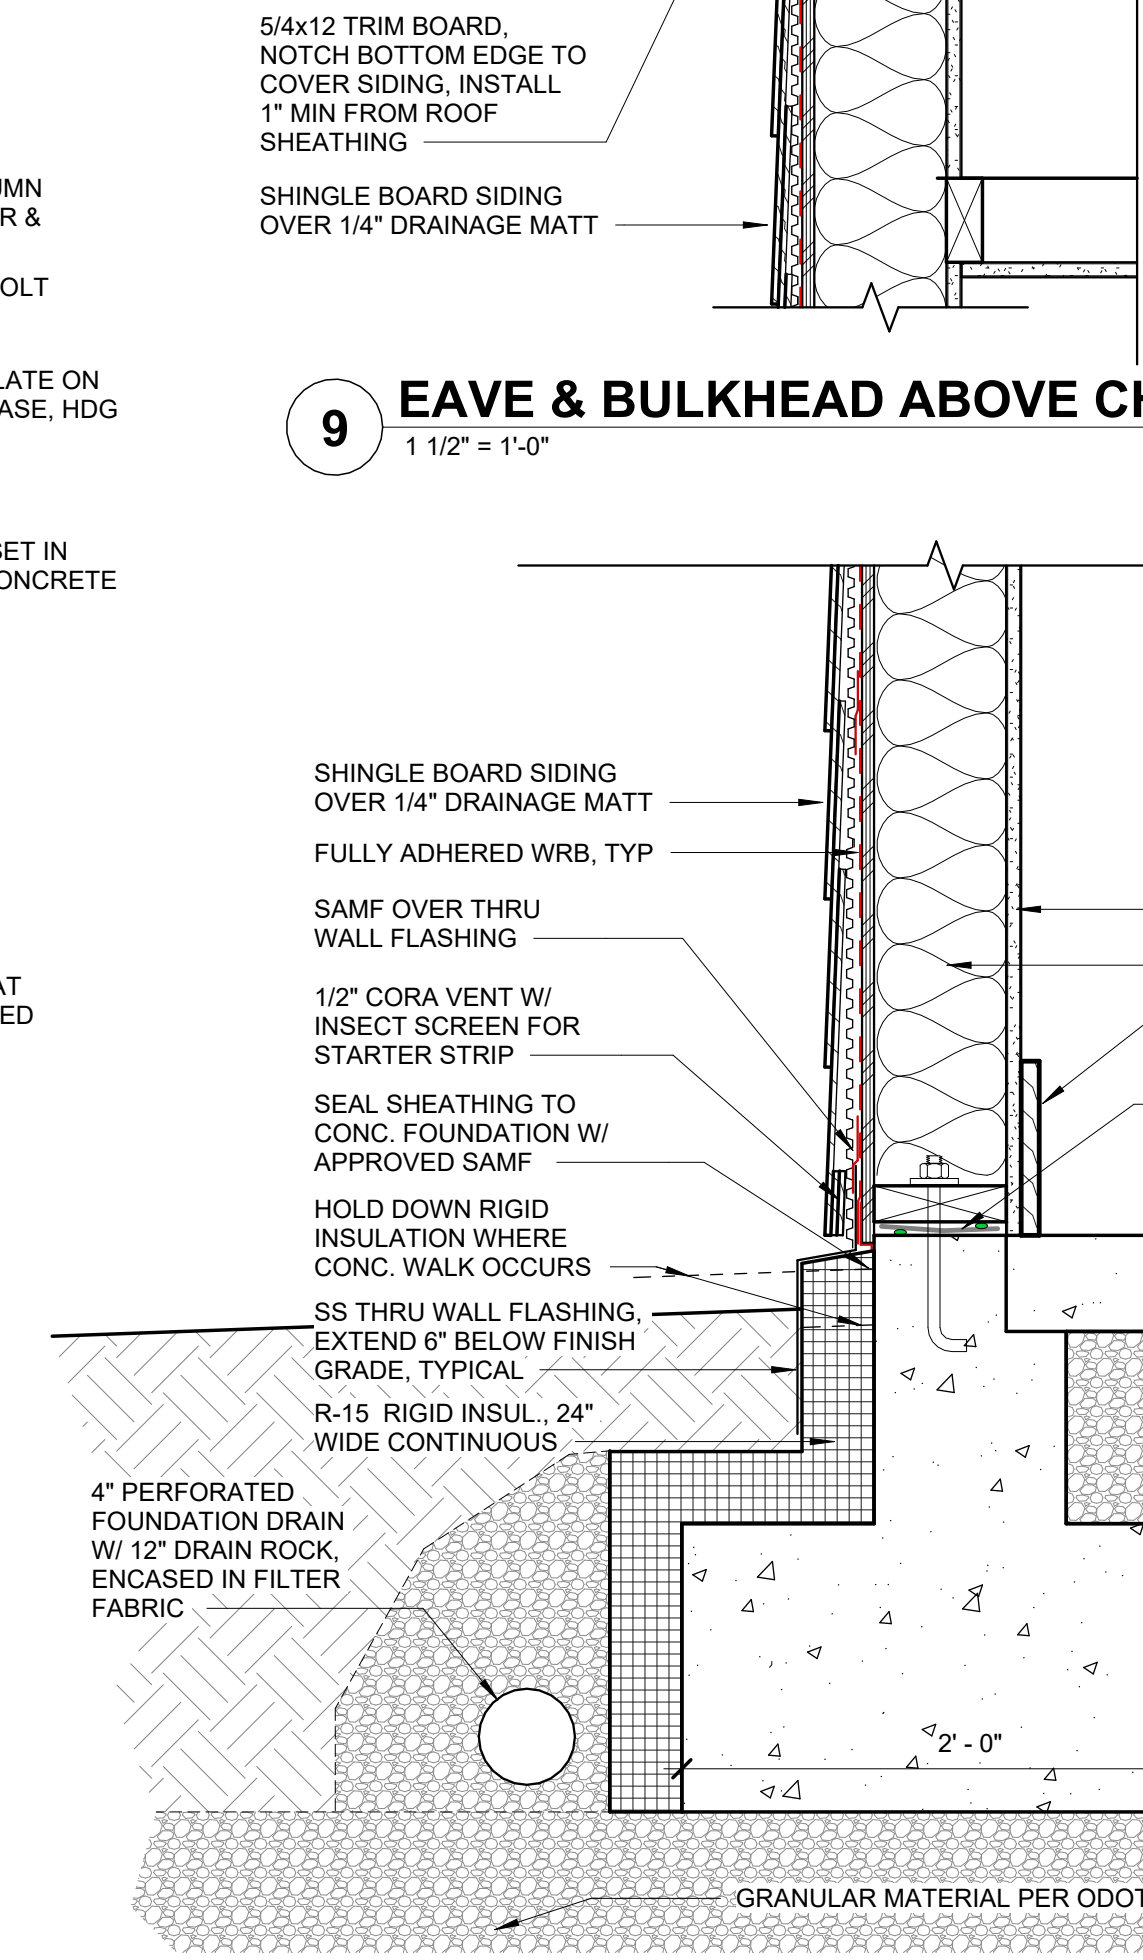 5/4x12 TRIM BOARD,
NOTCH BOTTOM EDGE TO
COVER SIDING, INSTALL
1" MIN FROM ROOF
SHEATHING
SHINGLE BOARD SIDING
OVER 1/4" DRAINAGE MATT
UMN
R &
OLT
LATE ON
ASE, HDG
SET IN
ONCRETE
AT
ED
9
EAVE & BULKHEAD ABOVE CH
1 1/2" = 1'-0"
SHINGLE BOARD SIDING
OVER 1/4" DRAINAGE MATT
FULLY ADHERED WRB, TYP
SAMF OVER THRU
WALL FLASHING
1/2" CORA VENT W/
INSECT SCREEN FOR
STARTER STRIP
SEAL SHEATHING TO
CONC. FOUNDATION W/
APPROVED SAMF
HOLD DOWN RIGID
INSULATION WHERE
CONC. WALK OCCURS
SS THRU WALL FLASHING,
EXTEND 6" BELOW FINISH
GRADE, TYPICAL
R-15 RIGID INSUL., 24"
WIDE CONTINUOUS
4" PERFORATED
FOUNDATION DRAIN
W/ 12" DRAIN ROCK,
ENCASED IN FILTER
FABRIC
2' - 0"
GRANULAR MATERIAL PER ODOT